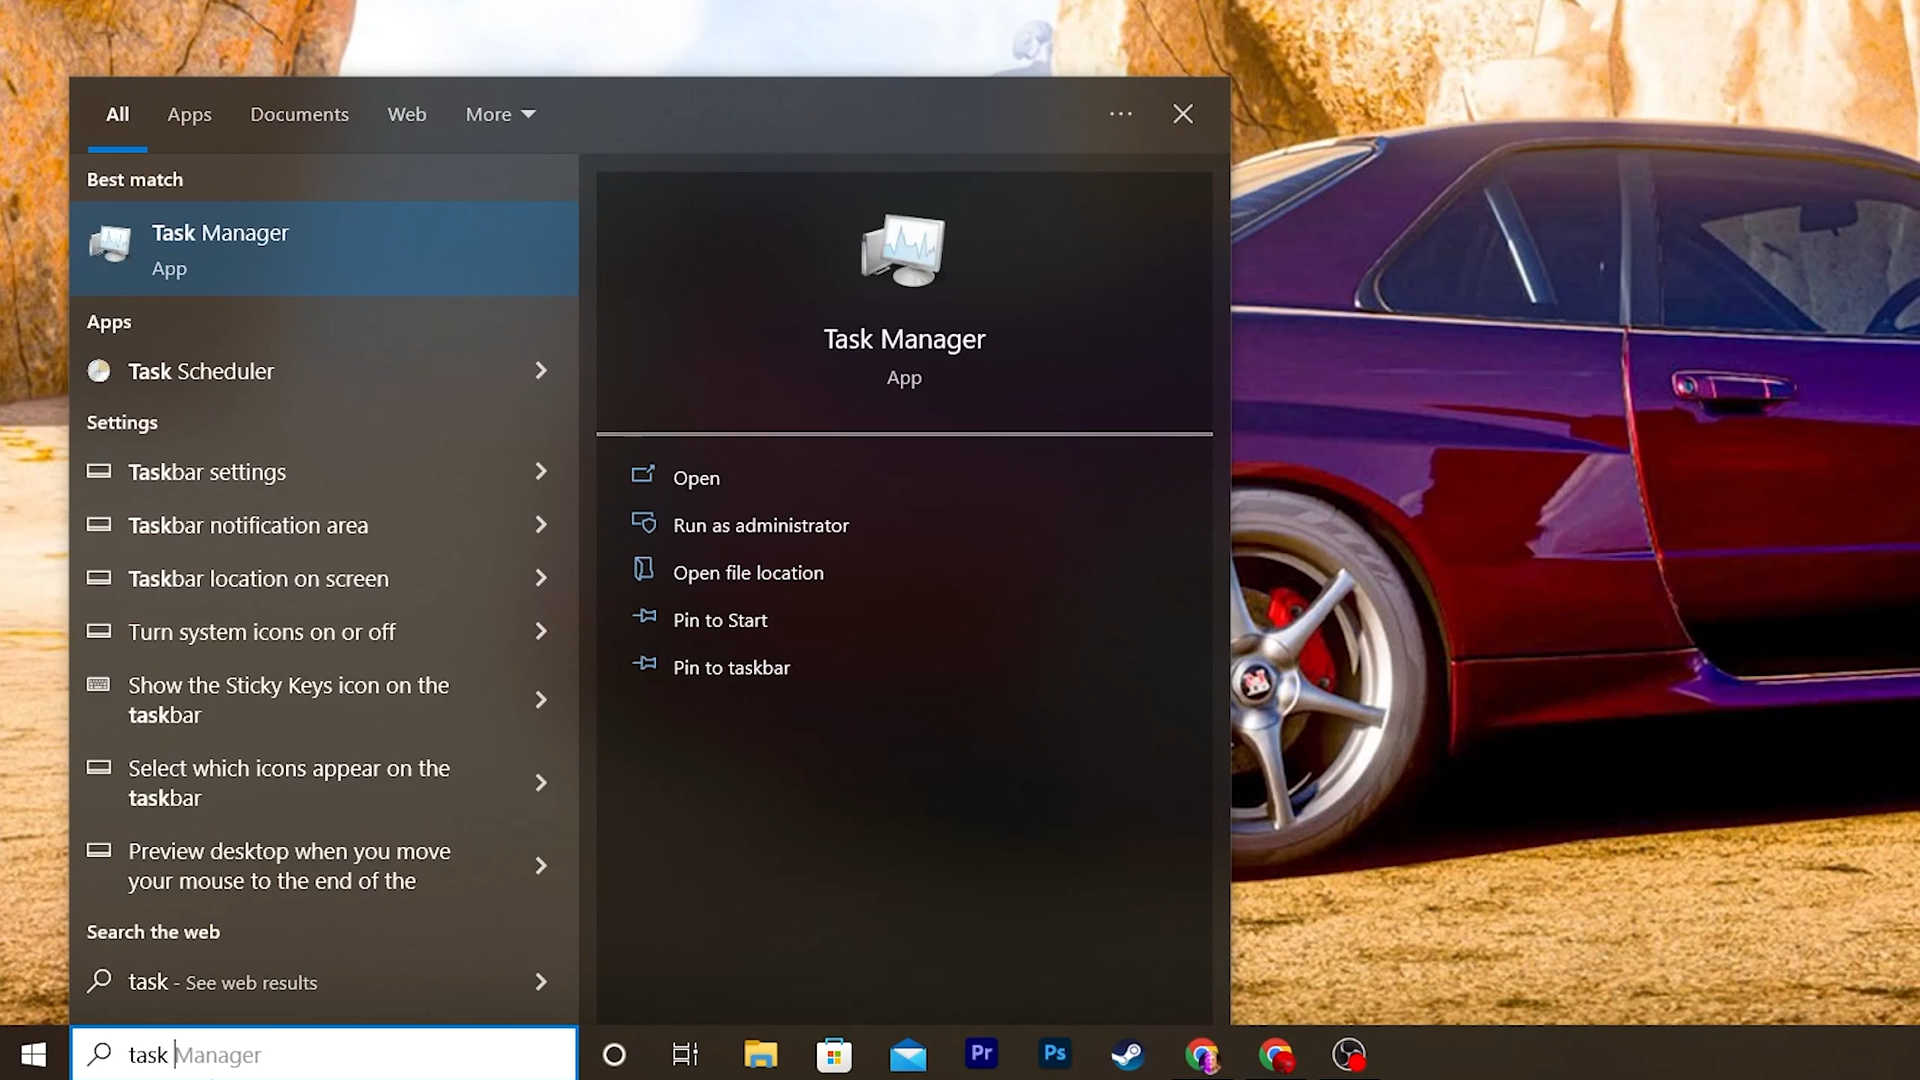 All Apps Documents Web More
Best match
Task Manager
App
Apps
Task Scheduler
Settings
Taskbar settings
Taskbar notification area
Taskbar location on screen
Turn system icons on or off
Show the Sticky Keys icon on the
taskbar
Select which icons appear on the
taskbar
Preview desktop when you move
your mouse to the end of the
Search the web
task - See web results
Task Manager
App
Open
Run as administrator
Open file location
Pin to Start
Pin to taskbar
task Manager
Pr
Ps